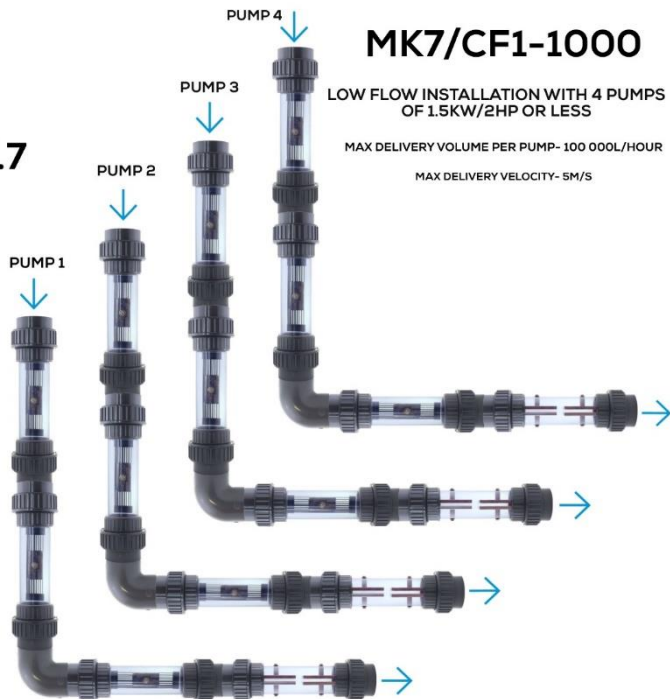 PUMP 4
MK7/CF1-1000
LOW FLOW INSTALLATION WITH 4 PUMPS
OF 1.5KW/2HP OR LESS
MAX DELIVERY VOLUME PER PUMP- 100 000L/HOUR
MAX DELIVERY VELOCITY- 5M/S
PUMP 3
.7
PUMP 2
PUMP 1